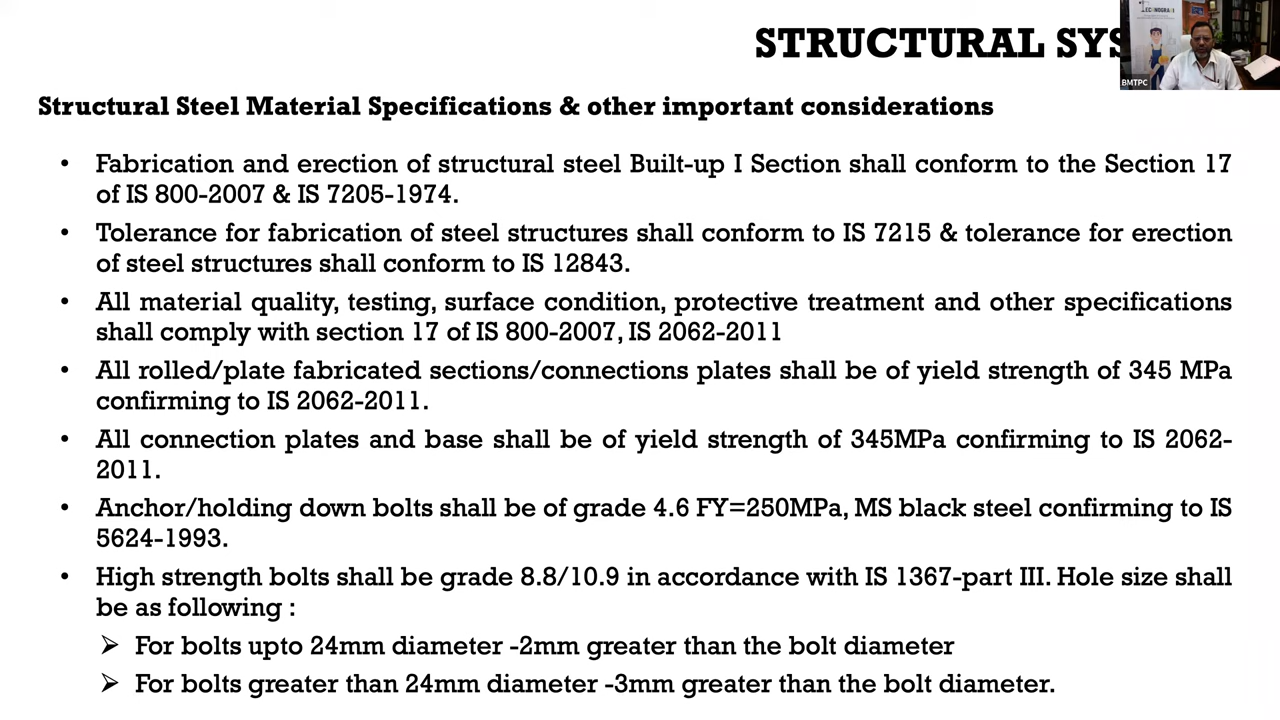 STRUCTURAL SYS
BMTPC
Structural Steel Material Specifications & other important considerations
• Fabrication and erection of structural steel Built-up I Section shall conform to the Section 17
of IS 800-2007 & IS 7205-1974.
• Tolerance for fabrication of steel structures shall conform to IS 7215 & tolerance for erection
of steel structures shall conform to IS 12843.
• All material quality, testing, surface condition, protective treatment and other specifications
shall comply with section 17 of IS 800-2007, IS 2062-2011
• All rolled/plate fabricated sections/connections plates shall be of yield strength of 345 MPa
confirming to IS 2062-2011.
• All connection plates and base shall be of yield strength of 345MPa confirming to IS 2062-
2011.
• Anchor/holding down bolts shall be of grade 4.6 FY=250MPa, MS black steel confirming to IS
5624-1993.
• High strength bolts shall be grade 8.8/10.9 in accordance with IS 1367-part III. Hole size shall
be as following :
➢ For bolts upto 24mm diameter -2mm greater than the bolt diameter
➢ For bolts greater than 24mm diameter -3mm greater than the bolt diameter.